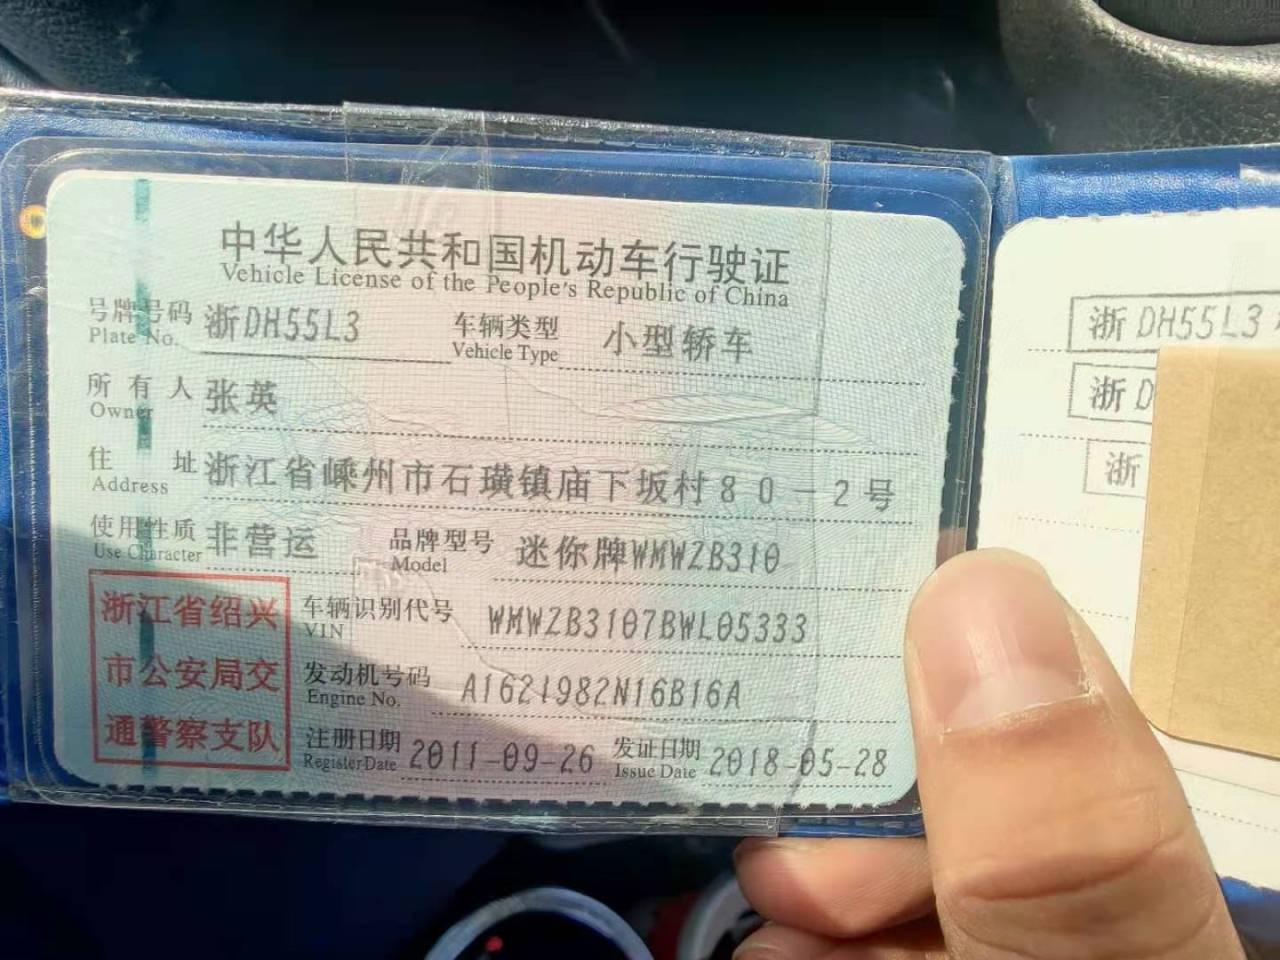 中华人民共和国机动车行驶证
Vehicle License of the People's Republic of China
号牌号码 浙DH55L3 车辆类型 小型轿车
Plate No. Vehicle Type
所有人 张英
Owner
住址 浙江省嵊州市石璜镇庙下坂村80-2号
Address
使用性质 非营运 品牌型号 迷你牌WMWZB310
Use Character Model
浙江省绍兴
市公安局交
通警察支队
车辆识别代号 WMWZB3107BWL05333
VIN
发动机号码 A1621982N16B16A
Engine No.
注册日期 2011-09-26 发证日期 2018-05-28
Register Date Issue Date
浙DH55L3
浙D
浙